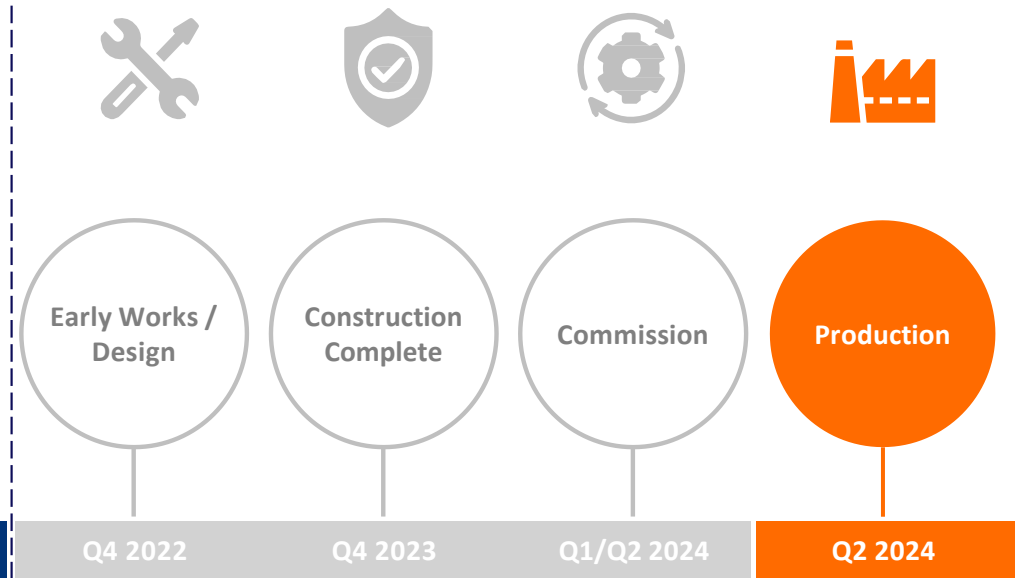 Early Works /
Design
Construction
Complete
Commission
Production
Q4 2022
Q4 2023
Q1/Q2 2024
Q2 2024